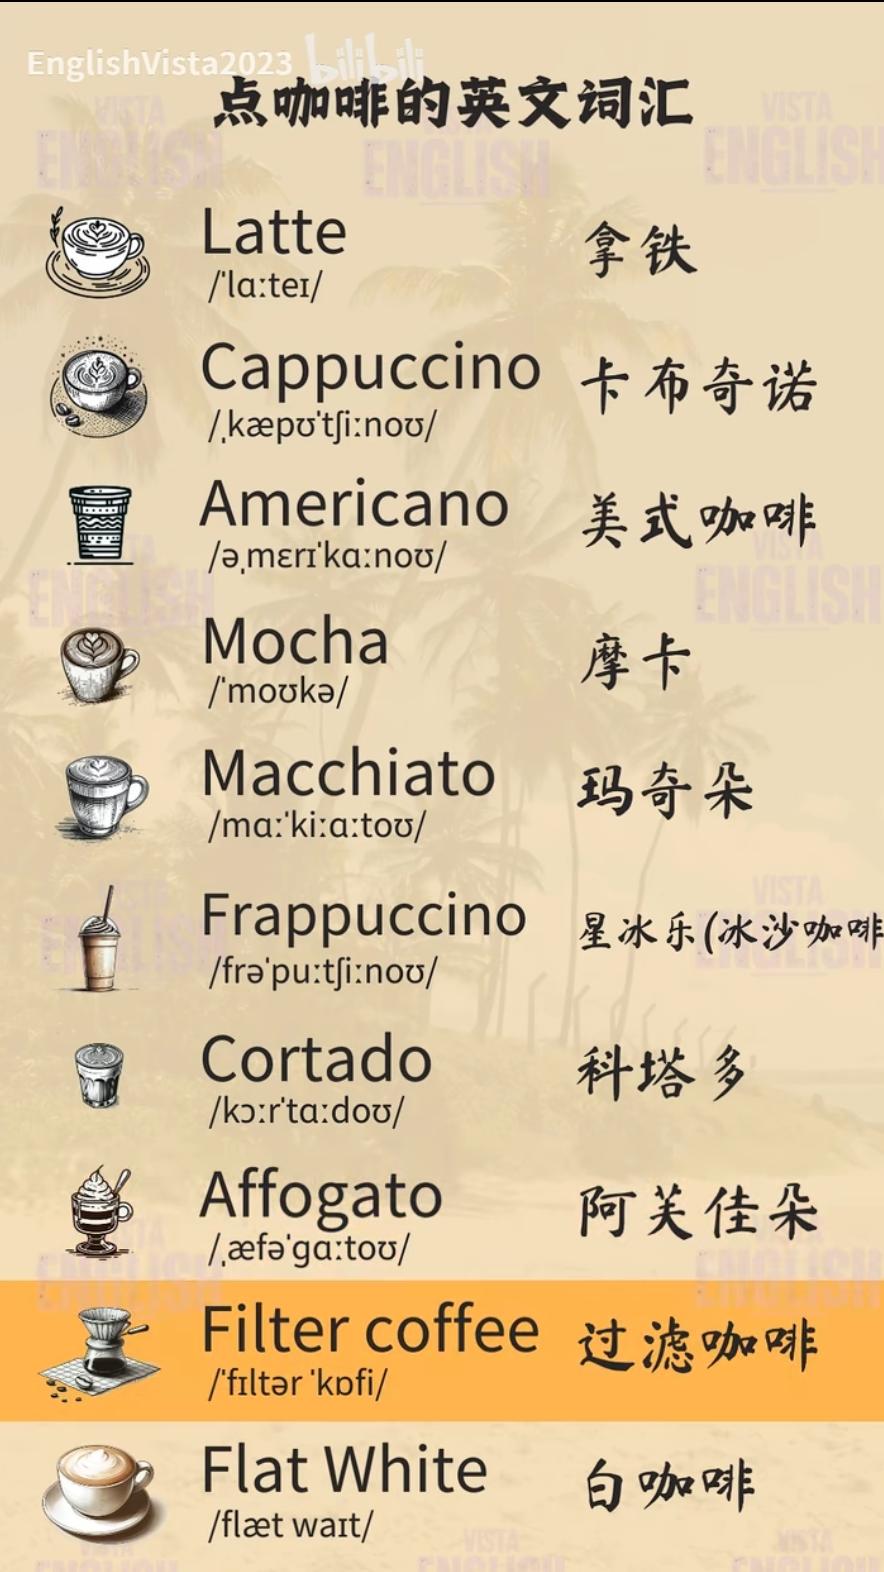 EnglishVista2023 bilibili
点咖啡的英文词汇
Latte 拿铁
/ˈlɑːteɪ/
Cappuccino 卡布奇诺
/ˌkæpʊˈtʃiːnoʊ/
Americano 美式咖啡
/əˌmɛrɪˈkɑːnoʊ/
Mocha 摩卡
/ˈmoʊkə/
Macchiato 玛奇朵
/mɑːˈkiːɑːtoʊ/
Frappuccino 星冰乐(冰沙咖啡
/frəˈpuːtʃiːnoʊ/
Cortado 科塔多
/kɔːrˈtɑːdoʊ/
Affogato 阿芙佳朵
/ˌæfəˈɡɑːtoʊ/
Filter coffee 过滤咖啡
/ˈfɪltər ˈkɒfi/
Flat White 白咖啡
/flæt waɪt/
VISTA
ENGLISH